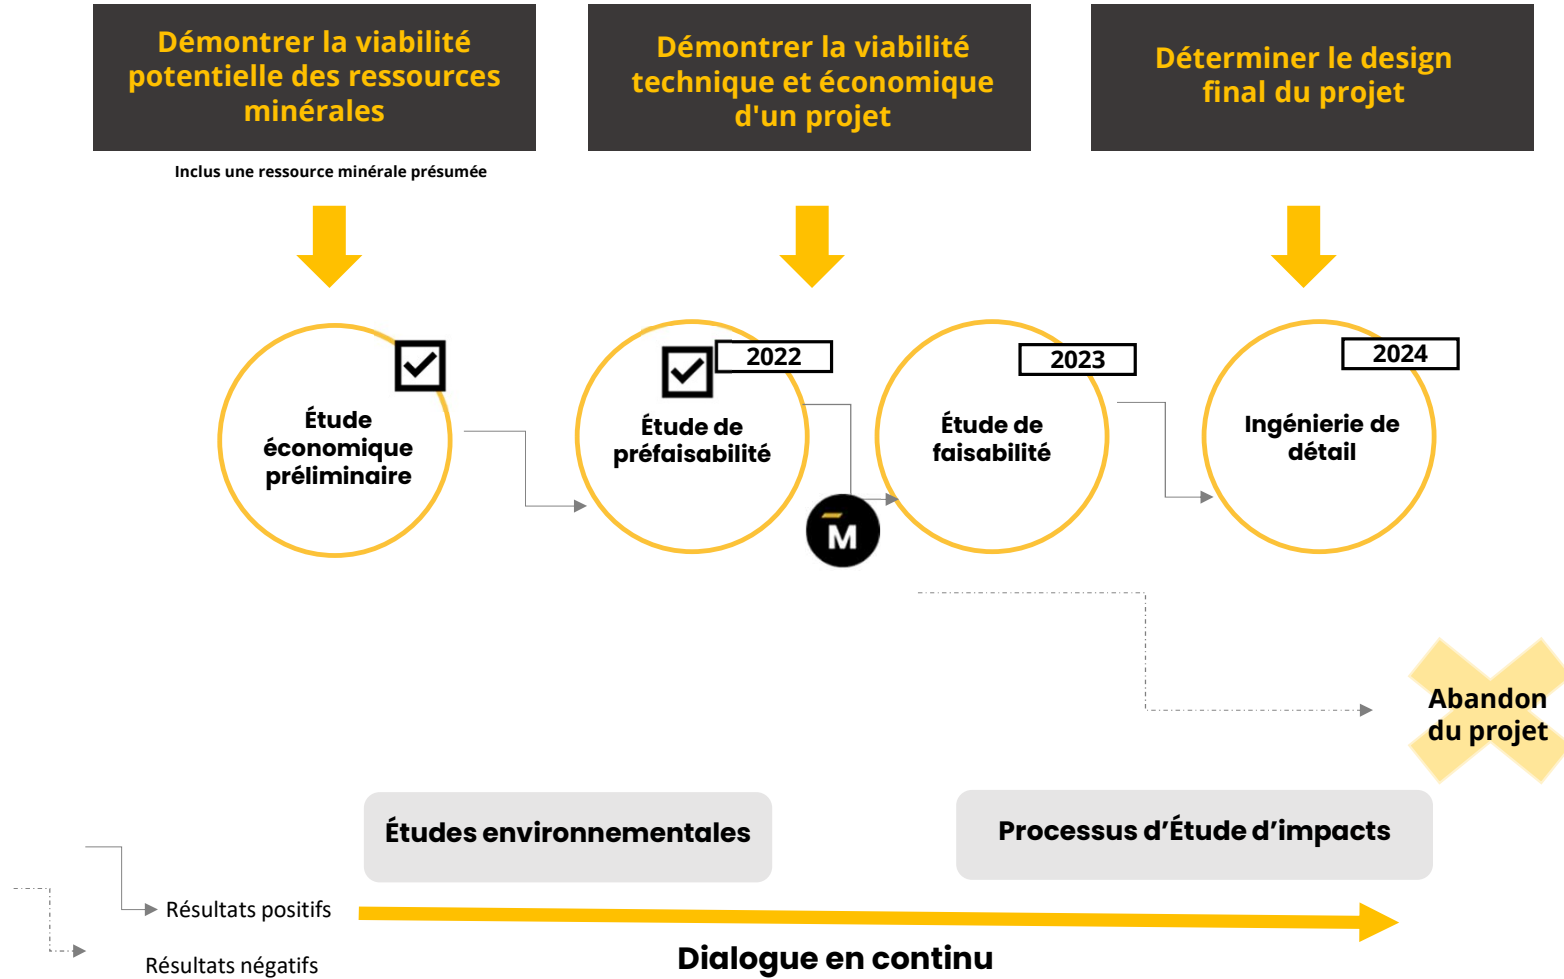 Démontrer la viabilité
potentielle des ressources
minérales
Démontrer la viabilité
technique et économique
d'un projet
Déterminer le design
final du projet
Inclus une ressource minérale présumée
Étude
économique
préliminaire
2022
Étude de
préfaisabilité
2023
Étude de
faisabilité
2024
Ingénierie de
détail
M
Abandon
du projet
Études environnementales
Processus d’Étude d’impacts
Résultats positifs
Résultats négatifs
Dialogue en continu